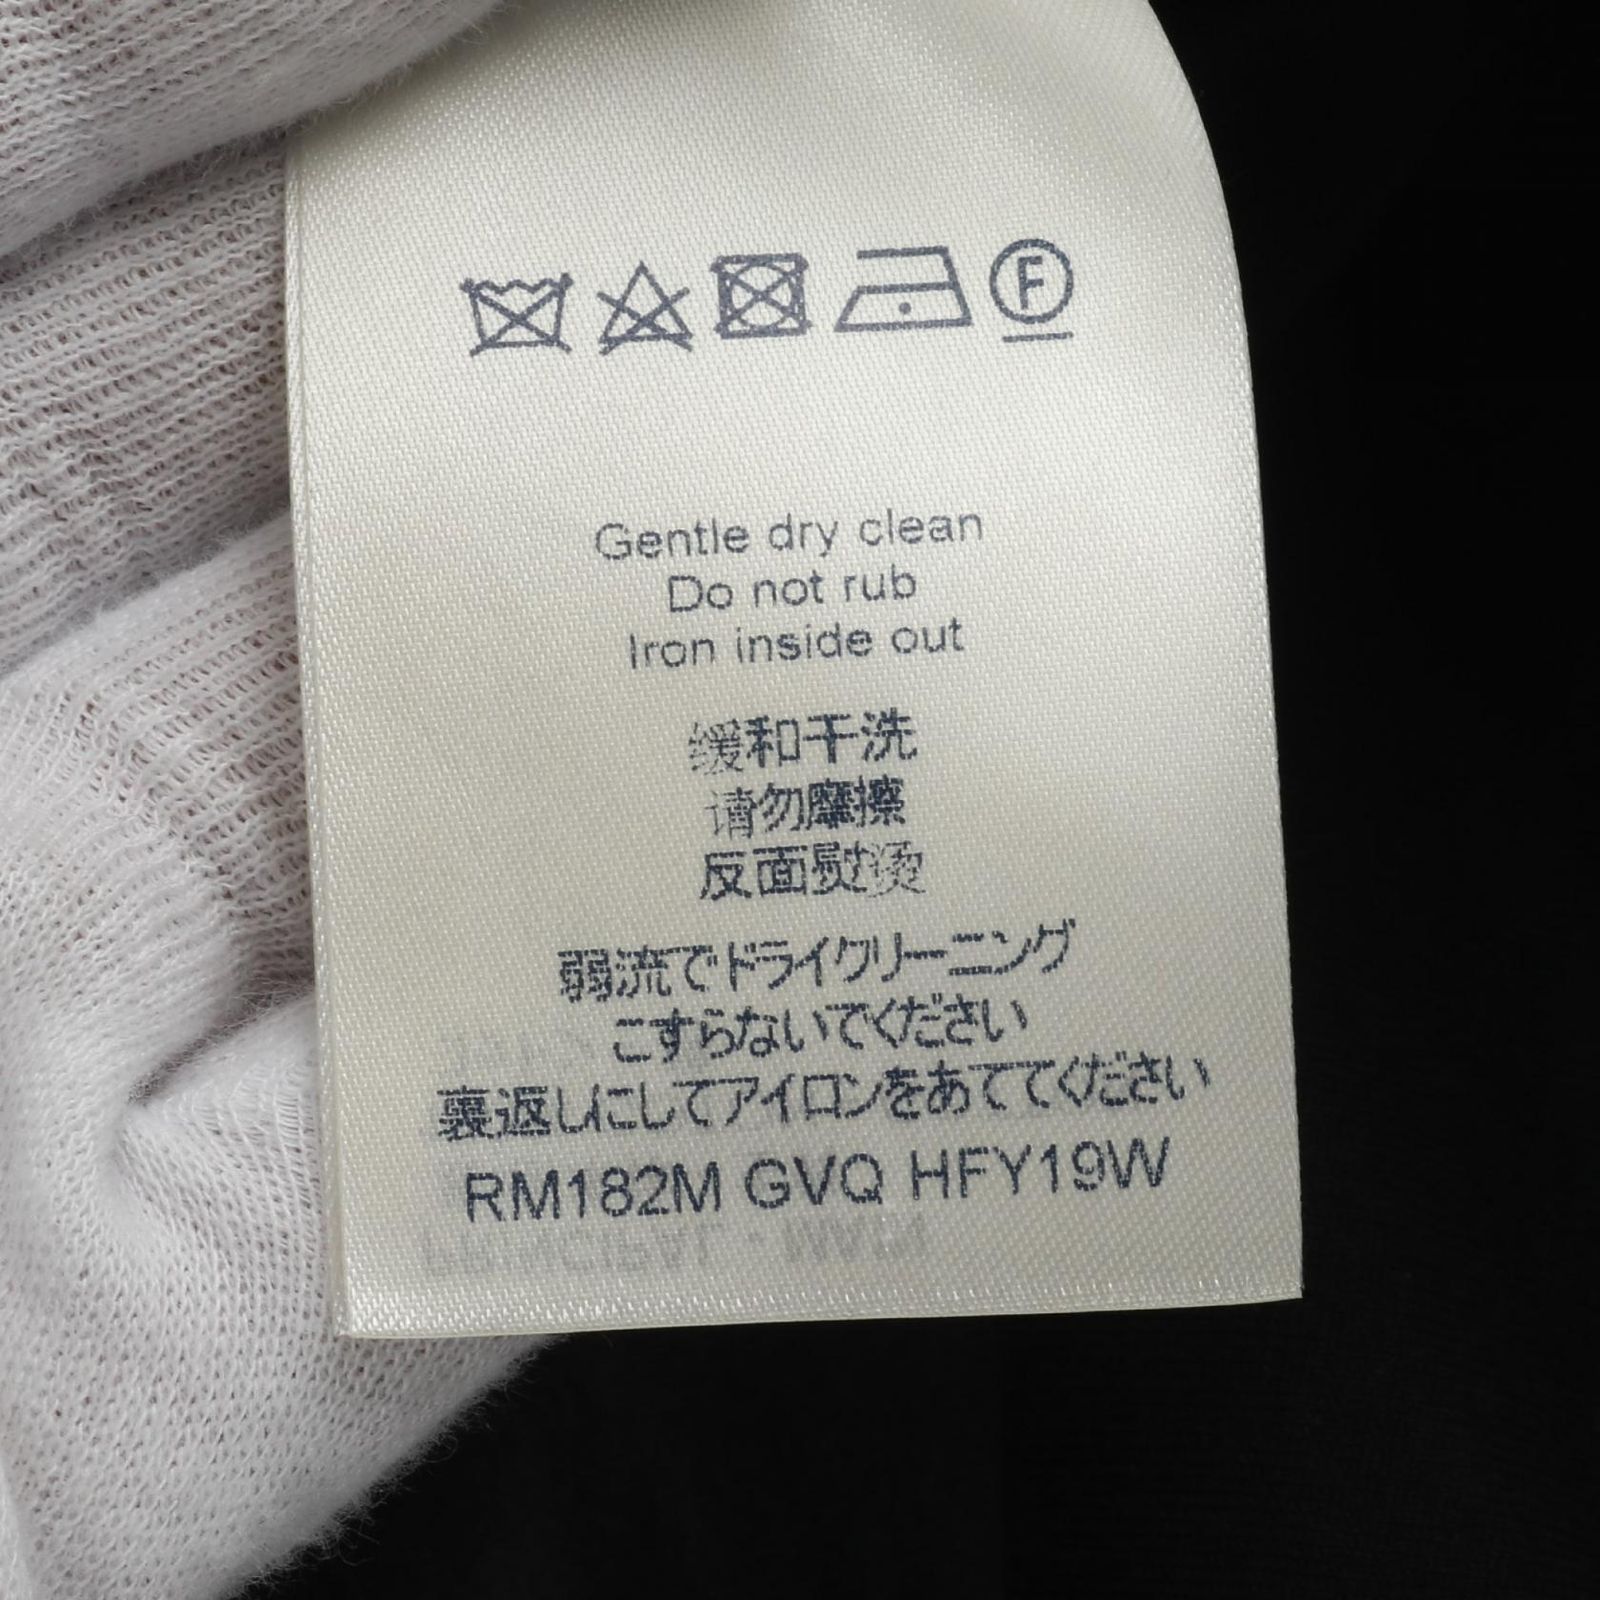 F
Gentle dry clean
Do not rub
Iron inside out
缓和干洗
请勿摩擦
反面熨烫
弱流でドライクリーニング
こすらないでください
裏返しにしてアイロンをあててください
RM182M GVQ HFY19W